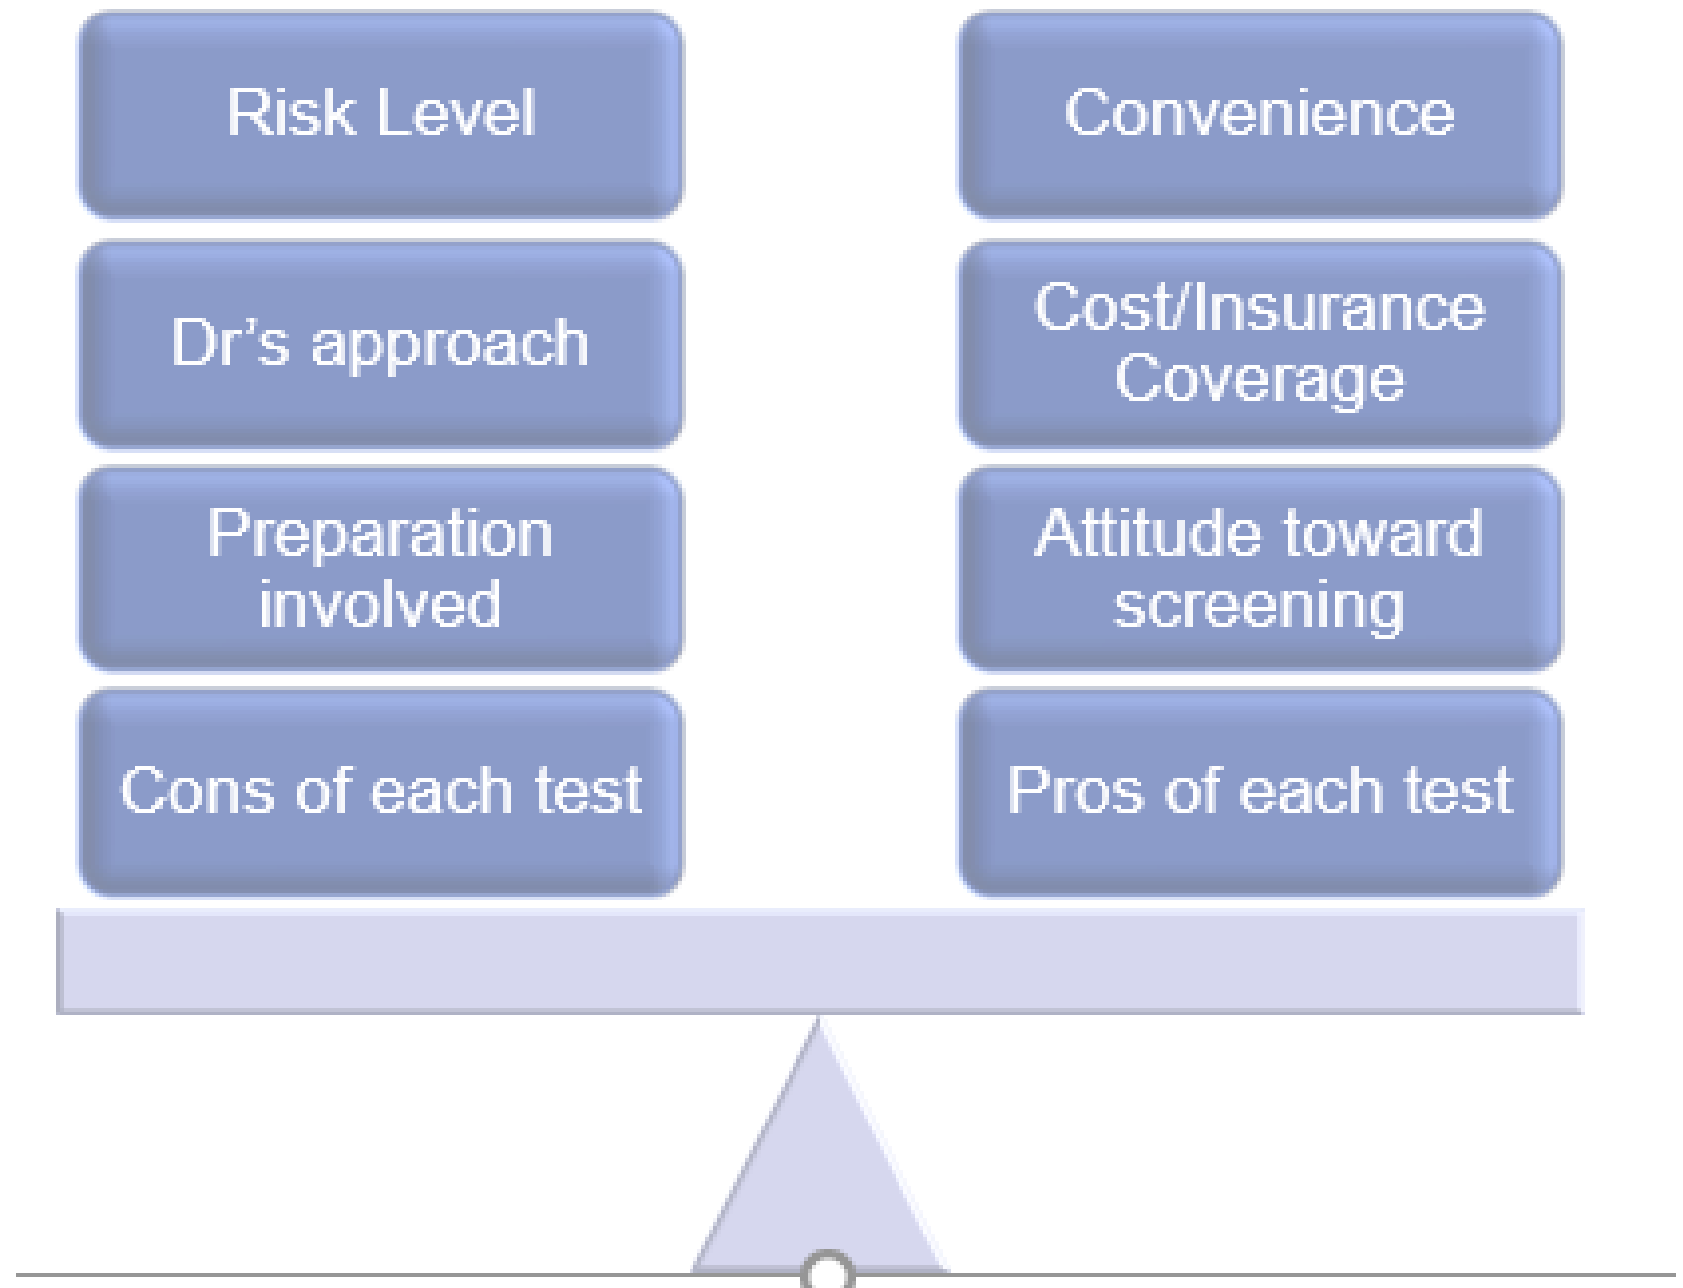 Risk Level
Dr's approach
Preparation
involved
Cons of each test
Convenience
Cost/Insurance
Coverage
Attitude toward
screening
Pros of each test